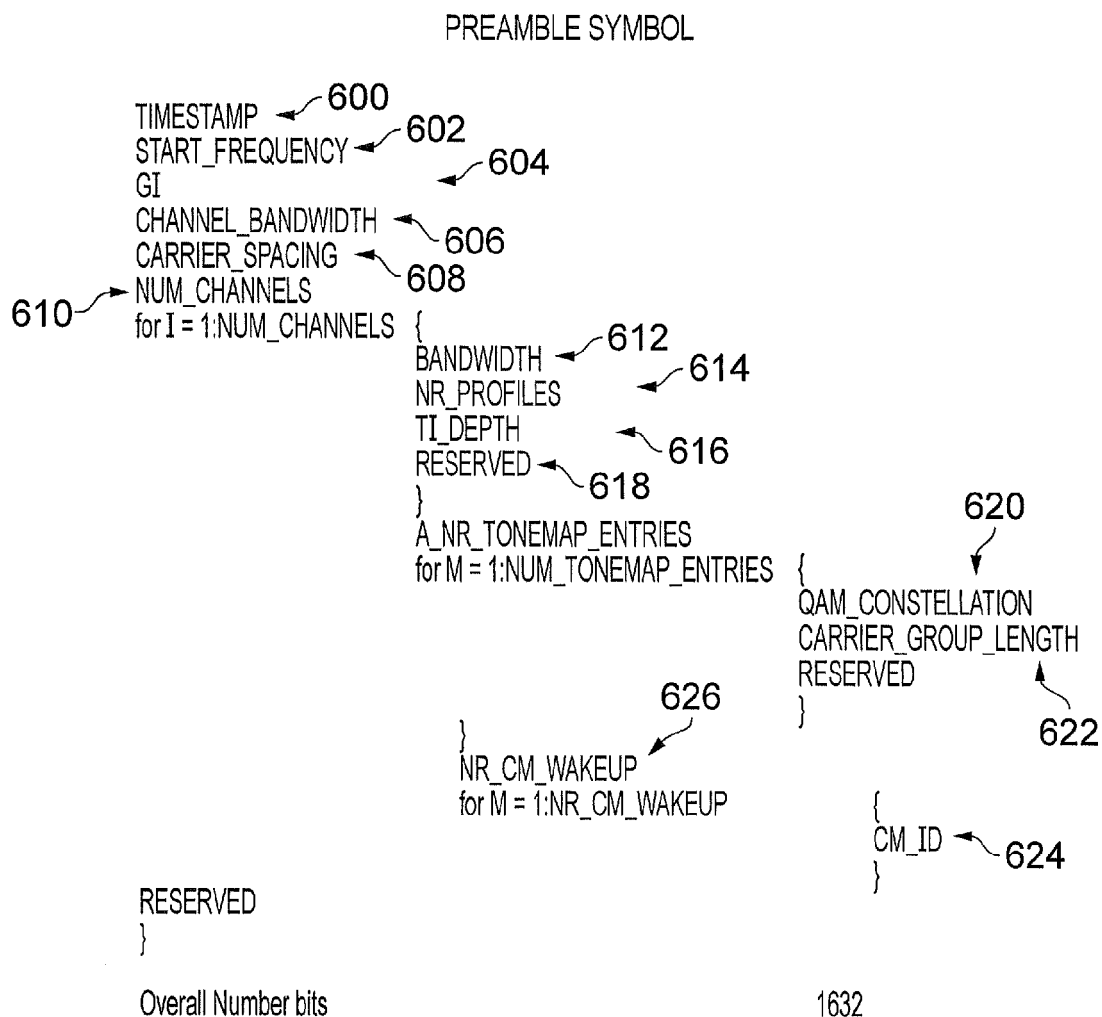 PREAMBLE SYMBOL
TIMESTAMP 600
START_FREQUENCY 602
GI 604
CHANNEL_BANDWIDTH 606
CARRIER_SPACING 608
610 NUM_CHANNELS
for I = 1:NUM_CHANNELS {
BANDWIDTH 612
NR_PROFILES 614
TI_DEPTH 616
RESERVED 618
}
A_NR_TONEMAP_ENTRIES 620
for M = 1:NUM_TONEMAP_ENTRIES {
QAM_CONSTELLATION
CARRIER_GROUP_LENGTH
RESERVED
626 } 622
}
NR_CM_WAKEUP
for M = 1:NR_CM_WAKEUP {
CM_ID 624
}
RESERVED
}
Overall Number bits 1632